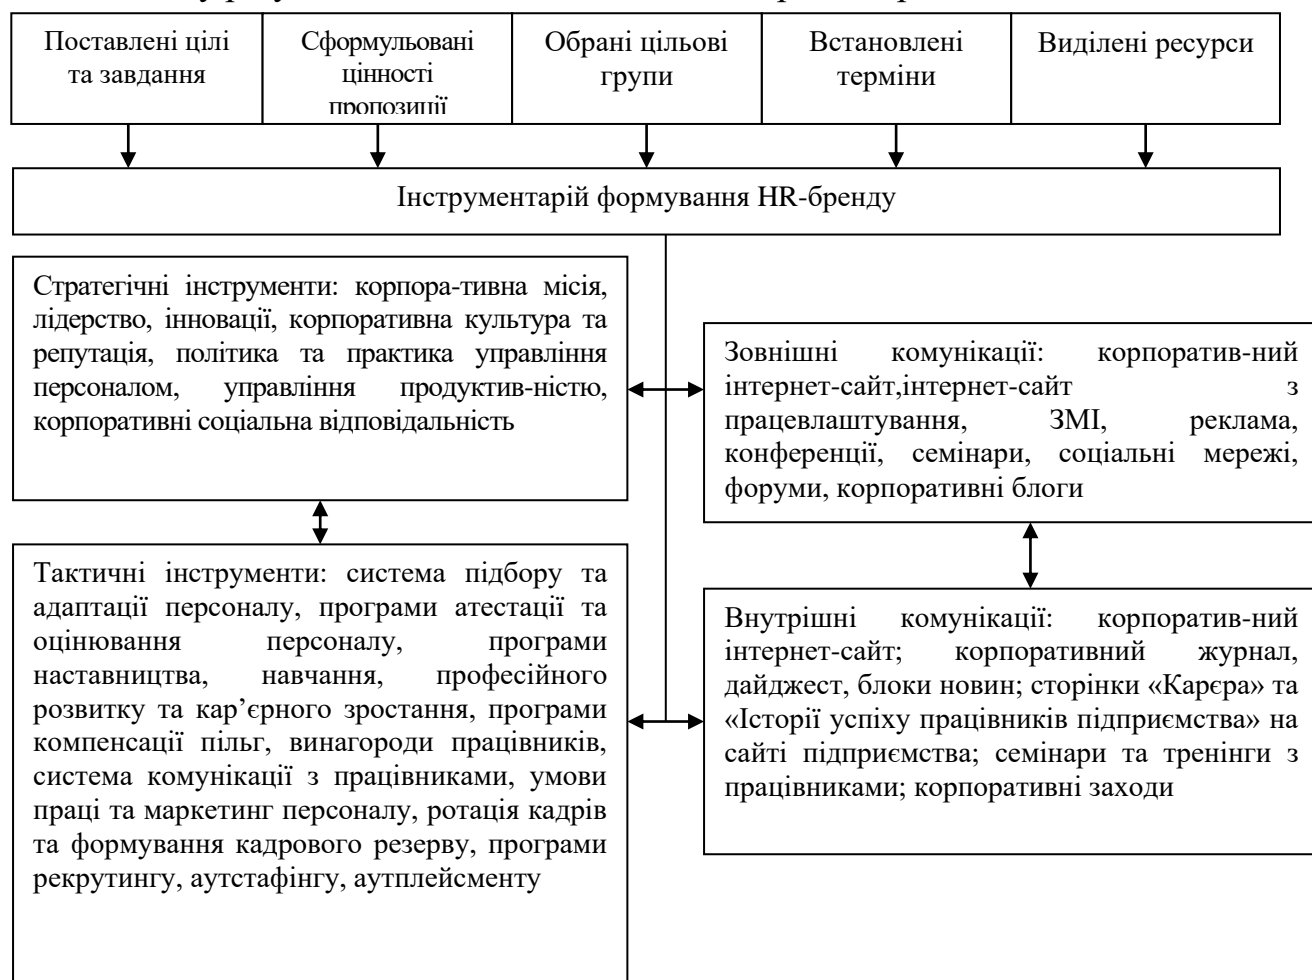 Поставлені цілі
та завдання
Сформульовані
цінності
пропозиції
Обрані цільові
групи
Встановлені
терміни
Виділені ресурси
Інструментарій формування HR-бренду
Стратегічні інструменти: корпора-тивна місія,
лідерство, інновації, корпоративна культура та
репутація, політика та практика управління
персоналом, управління продуктив-ністю,
корпоративні соціальна відповідальність
Зовнішні комунікації: корпоратив-ний
інтернет-сайт,інтернет-сайт з
працевлаштування, ЗМІ, реклама,
конференції, семінари, соціальні мережі,
форуми, корпоративні блоги
Тактичні інструменти: система підбору та
адаптації персоналу, програми атестації та
оцінювання персоналу, програми
наставництва, навчання, професійного
розвитку та кар’єрного зростання, програми
компенсації пільг, винагороди працівників,
система комунікації з працівниками, умови
праці та маркетинг персоналу, ротація кадрів
та формування кадрового резерву, програми
рекрутингу, аутстафінгу, аутплейсменту
Внутрішні комунікації: корпоратив-ний
інтернет-сайт; корпоративний журнал,
дайджест, блоки новин; сторінки «Карєра» та
«Історії успіху працівників підприємства» на
сайті підприємства; семінари та тренінги з
працівниками; корпоративні заходи